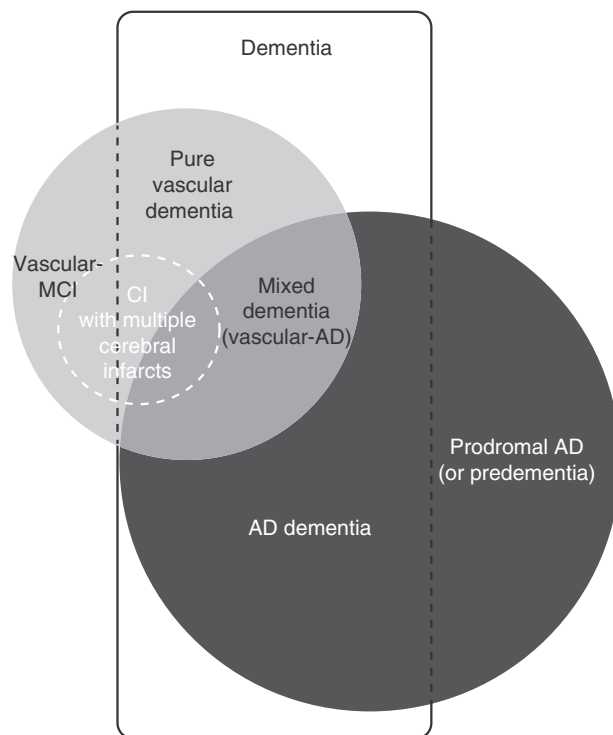 Dementia
Pure
vascular
dementia
Vascular-
MCI
CI
with multiple
cerebral
infarcts
Mixed
dementia
(vascular-AD)
Prodromal AD
(or predementia)
AD dementia